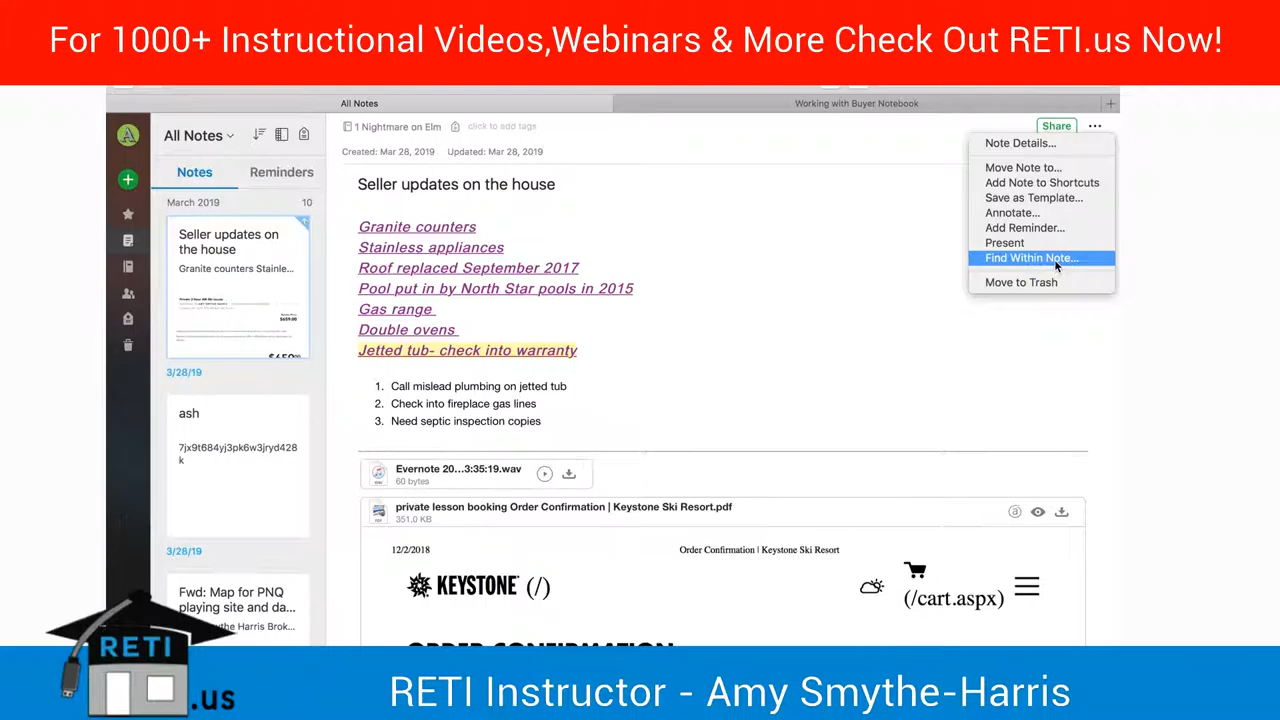 For 1000+ Instructional Videos,Webinars & More Check Out RETI.us Now!
All Notes
Working with Buyer Notebook
A
All Notes
1 Nightmare on Elm
click to add tags
Share
Notes
Reminders
Created: Mar 28, 2019
Updated: Mar 28, 2019
March 2019
10
Seller updates on the house
Granite counters Stainle...
3/28/19
ash
7jx9t684yj3pk6w3jryd428
k
3/28/19
Fwd: Map for PNQ
playing site and da...
the Harris Brok...
Seller updates on the house
Granite counters
Stainless appliances
Roof replaced September 2017
Pool put in by North Star pools in 2015
Gas range
Double ovens
Jetted tub- check into warranty
1. Call mislead plumbing on jetted tub
2. Check into fireplace gas lines
3. Need septic inspection copies
Evernote 20...3:35:19.wav
60 bytes
private lesson booking Order Confirmation | Keystone Ski Resort.pdf
351.0 KB
12/2/2018
Order Confirmation | Keystone Ski Resort
KEYSTONE (/)
(/cart.aspx)
ORDER CONFIRMATION
Note Details...
Move Note to...
Add Note to Shortcuts
Save as Template...
Annotate...
Add Reminder...
Present
Find Within Note...
Move to Trash
RETI
.us
RETI Instructor - Amy Smythe-Harris